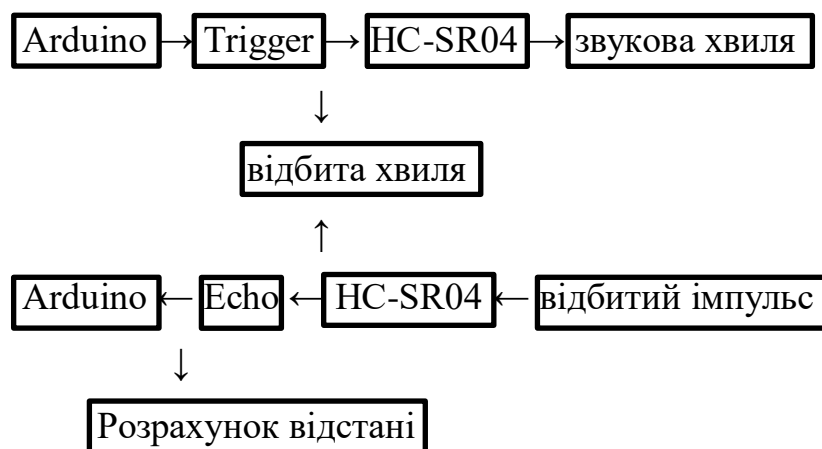 Arduino → Trigger → HC-SR04 → звукова хвиля
↓
відбита хвиля
↑
Arduino ← Echo ← HC-SR04 ← відбитий імпульс
↓
Розрахунок відстані